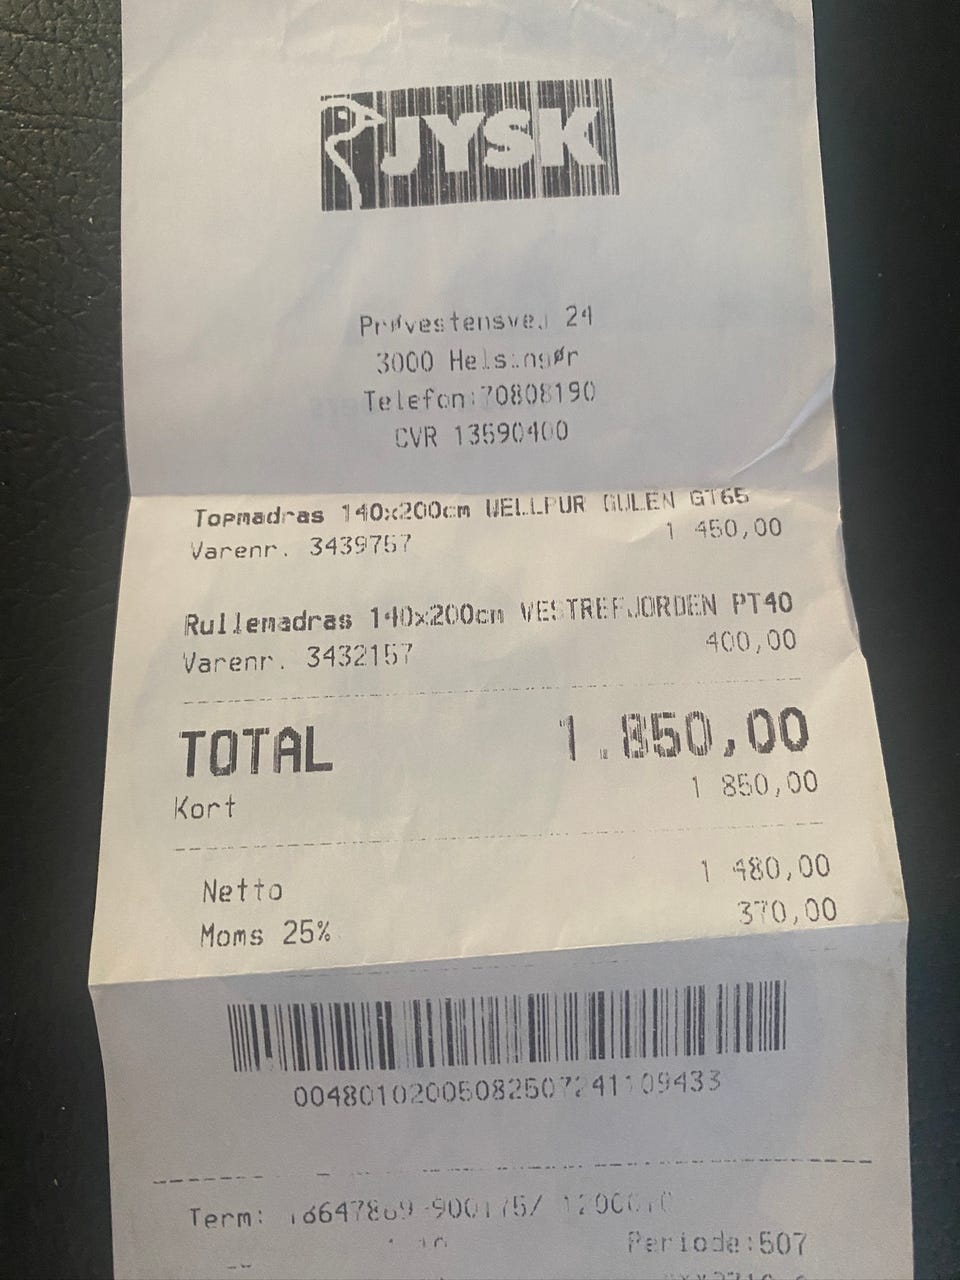 JYSK
Prøvestensvej 24
3000 Helsingør
Telefon:70808190
CVR 13590400
Topmadras 140x200cm WELLPUR GULEN GT65
Varenr. 3439757 1 450,00
Rullemadras 140x200cm VESTREFJORDEN PT40
Varenr. 3432157 400,00
TOTAL 1.850,00
Kort 1 850,00
Netto 1 480,00
Moms 25% 370,00
00480102005082507241109433
Term:
Periode:507